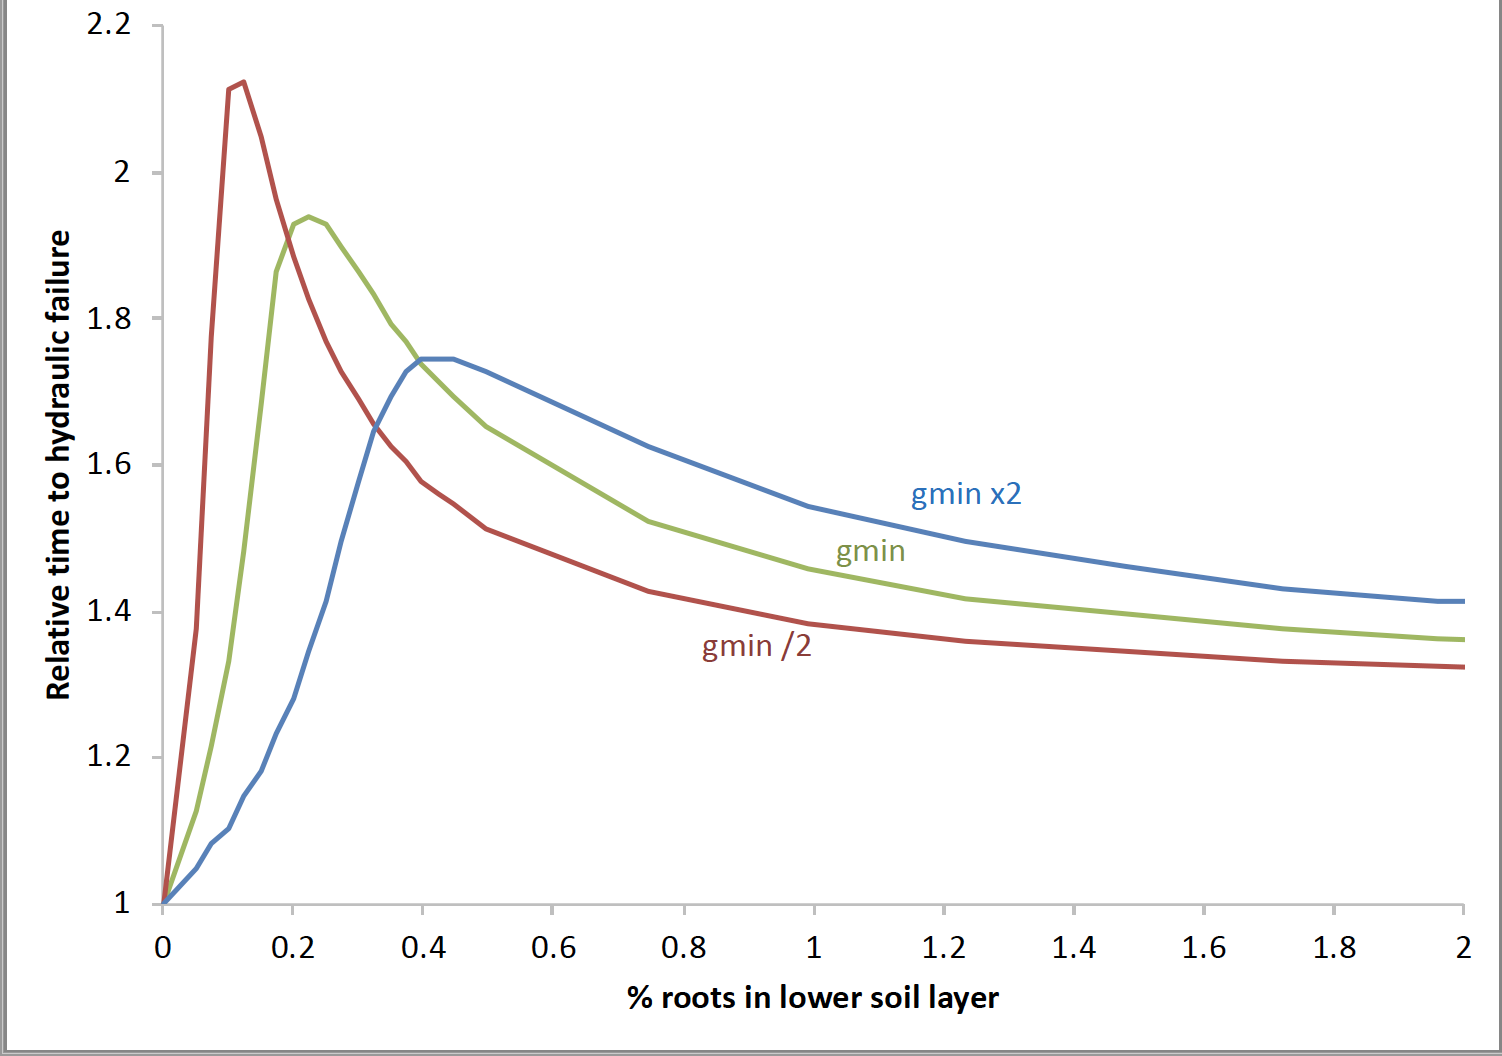 2.2
2
1.8
1.6
1.4
1.2
1
Relative time to hydraulic failure
gmin x2
gmin
gmin /2
0 0.2 0.4 0.6 0.8 1 1.2 1.4 1.6 1.8 2
% roots in lower soil layer